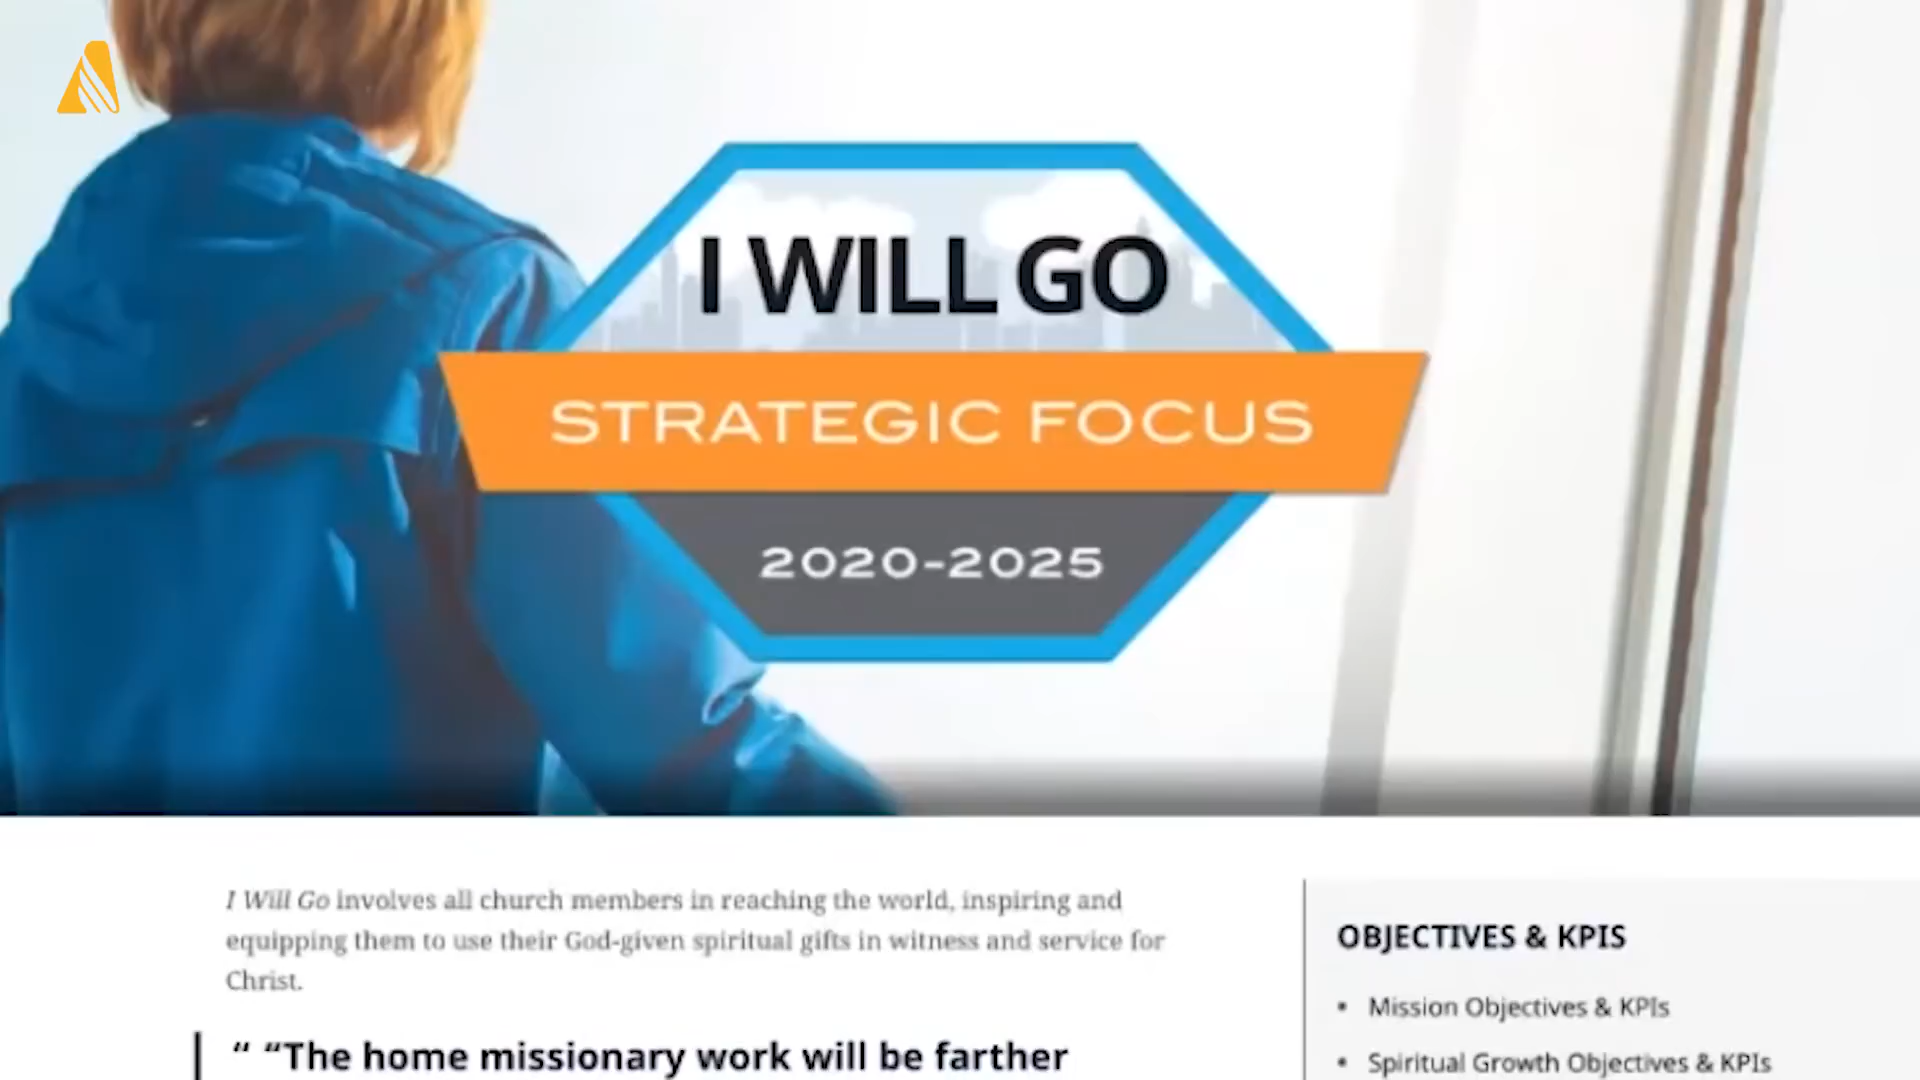 I WILL GO
STRATEGIC FOCUS
2020-2025
I Will Go involves all church members in reaching the world, inspiring and
equipping them to use their God-given spiritual gifts in witness and service for
Christ.
“ “The home missionary work will be farther
OBJECTIVES & KPIS
• Mission Objectives & KPIs
• Spiritual Growth Objectives & KPIs